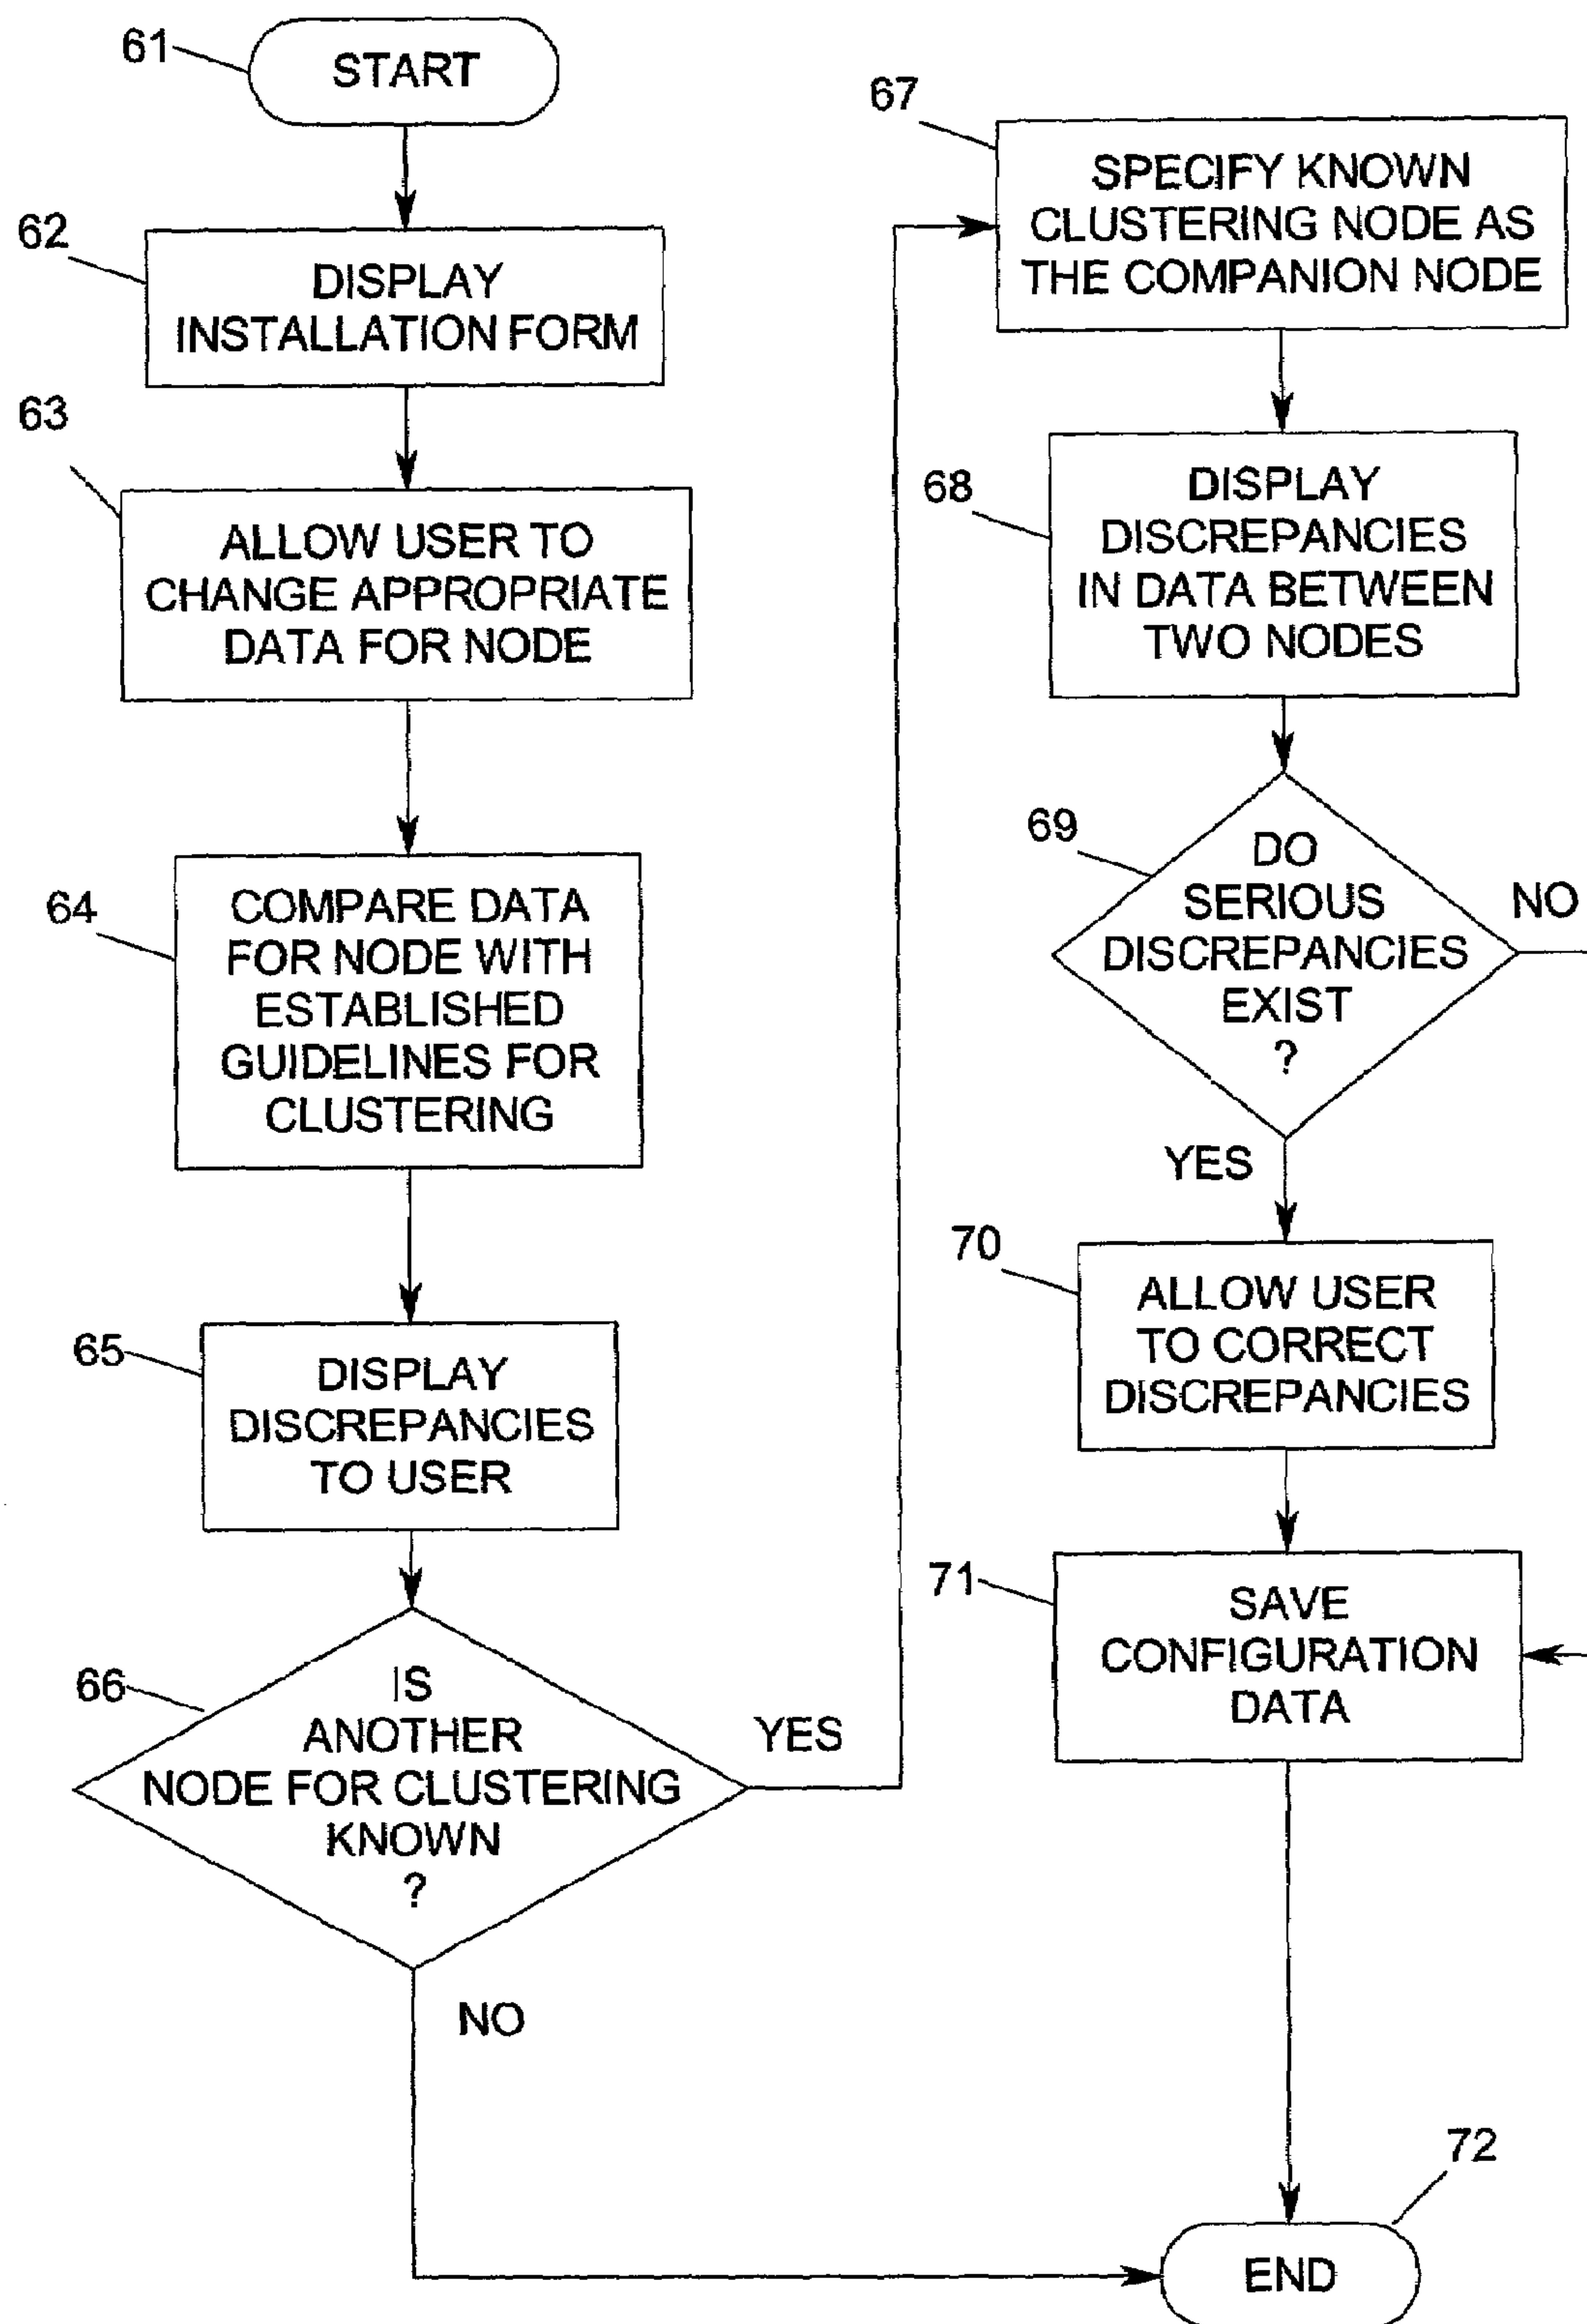 61
START
62
DISPLAY
INSTALLATION FORM
63
ALLOW USER TO
CHANGE APPROPRIATE
DATA FOR NODE
64
COMPARE DATA
FOR NODE WITH
ESTABLISHED
GUIDELINES FOR
CLUSTERING
65
DISPLAY
DISCREPANCIES
TO USER
66
IS
ANOTHER
NODE FOR CLUSTERING
KNOWN
?
YES
NO
67
SPECIFY KNOWN
CLUSTERING NODE AS
THE COMPANION NODE
68
DISPLAY
DISCREPANCIES
IN DATA BETWEEN
TWO NODES
69
DO
SERIOUS
DISCREPANCIES
EXIST
?
NO
YES
70
ALLOW USER
TO CORRECT
DISCREPANCIES
71
SAVE
CONFIGURATION
DATA
72
END